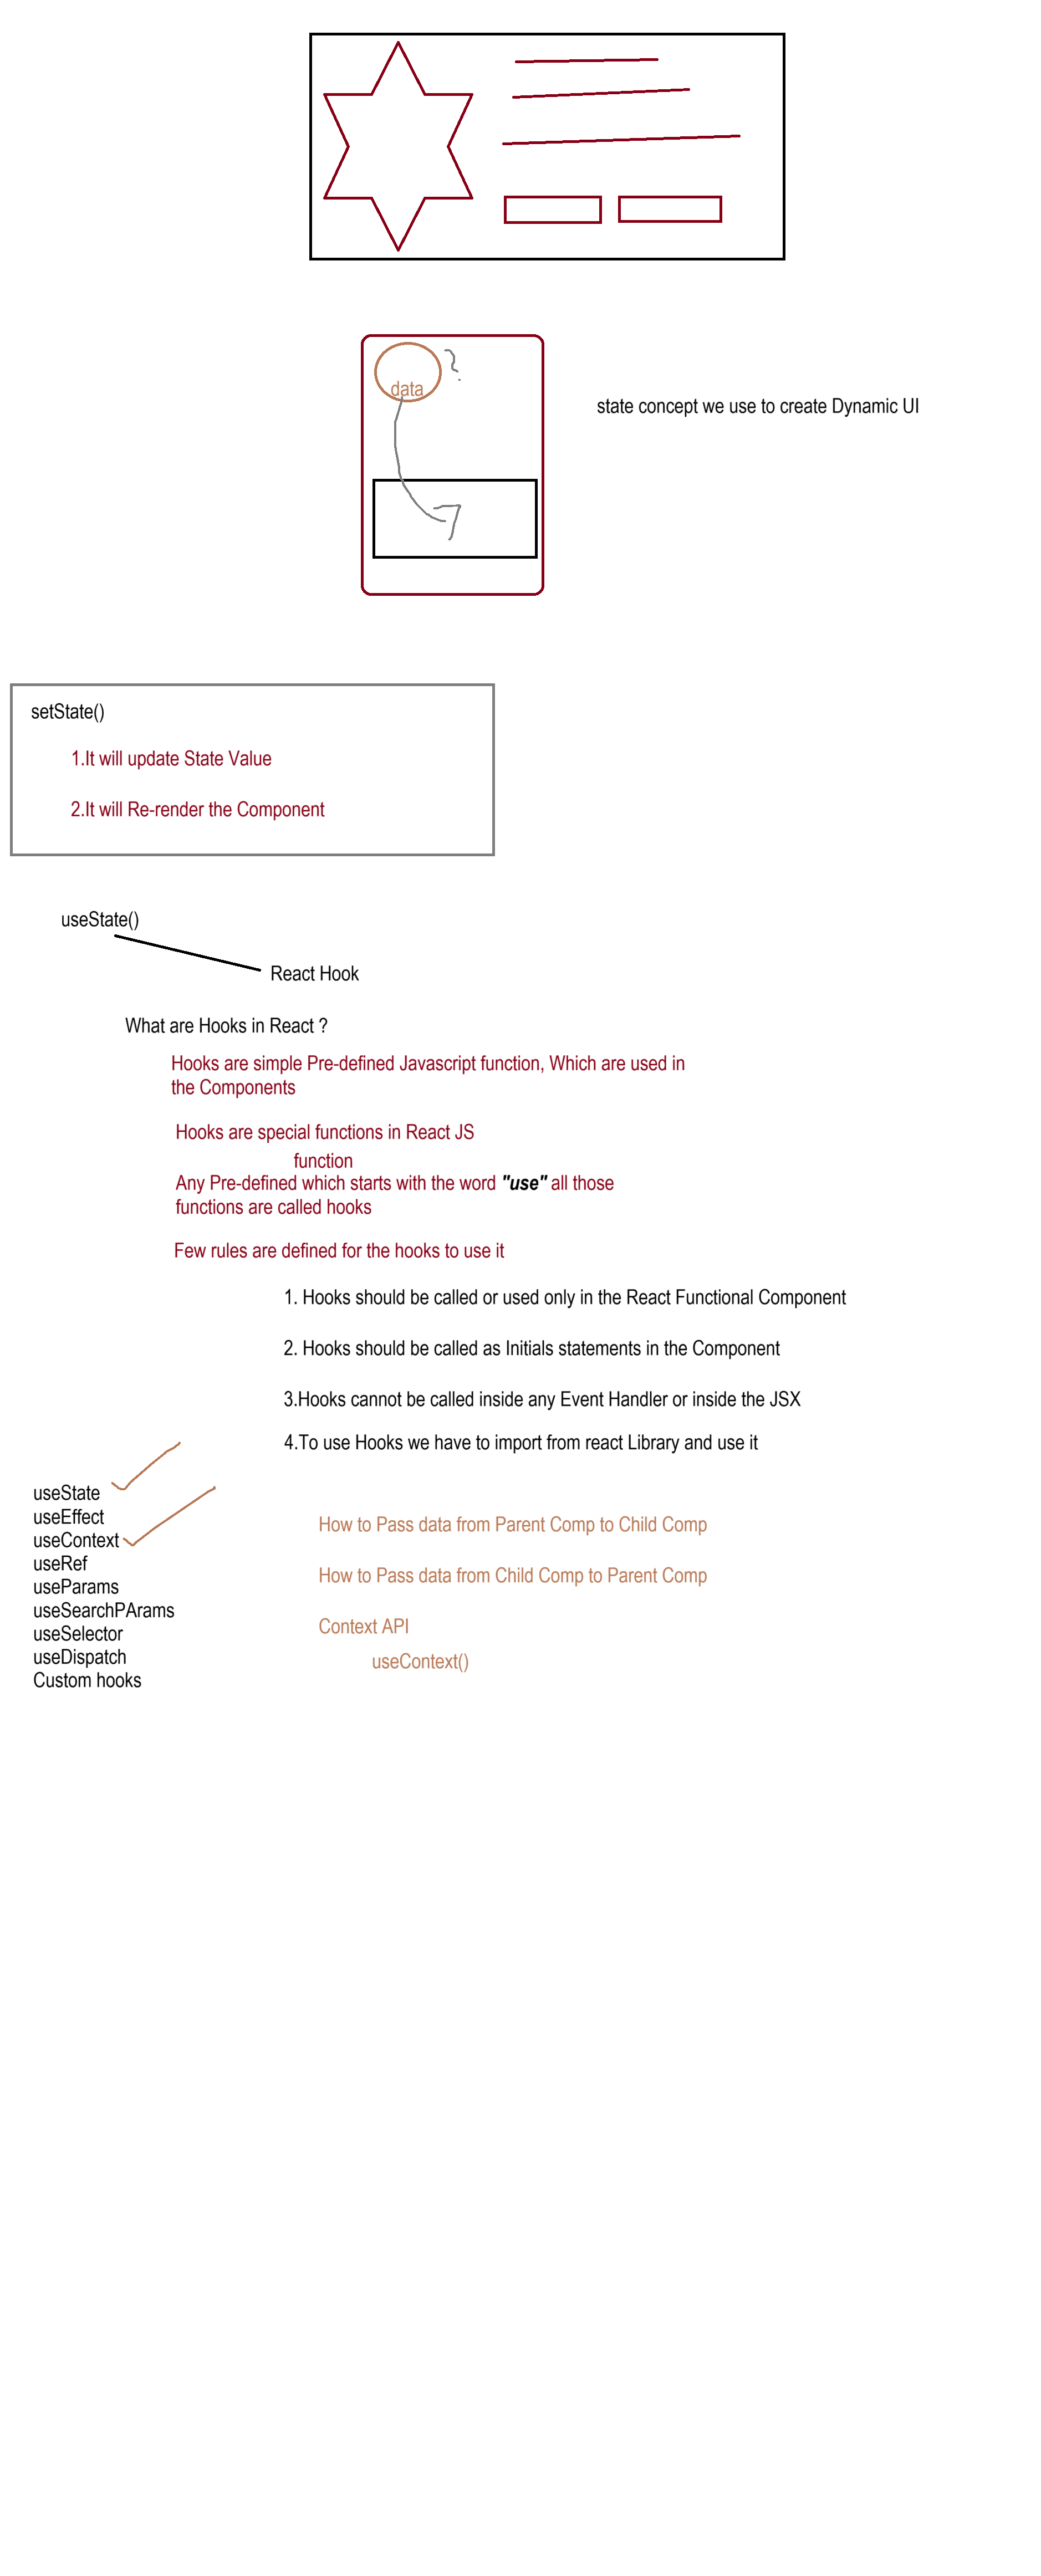 data
?
state concept we use to create Dynamic UI
setState()
1.It will update State Value
2.It will Re-render the Component
useState()
React Hook
What are Hooks in React ?
Hooks are simple Pre-defined Javascript function, Which are used in
the Components
Hooks are special functions in React JS
function
Any Pre-defined which starts with the word "use" all those
functions are called hooks
Few rules are defined for the hooks to use it
1. Hooks should be called or used only in the React Functional Component
2. Hooks should be called as Initials statements in the Component
3.Hooks cannot be called inside any Event Handler or inside the JSX
4.To use Hooks we have to import from react Library and use it
useState
useEffect
useContext
useRef
useParams
useSearchPArams
useSelector
useDispatch
Custom hooks
How to Pass data from Parent Comp to Child Comp
How to Pass data from Child Comp to Parent Comp
Context API
useContext()